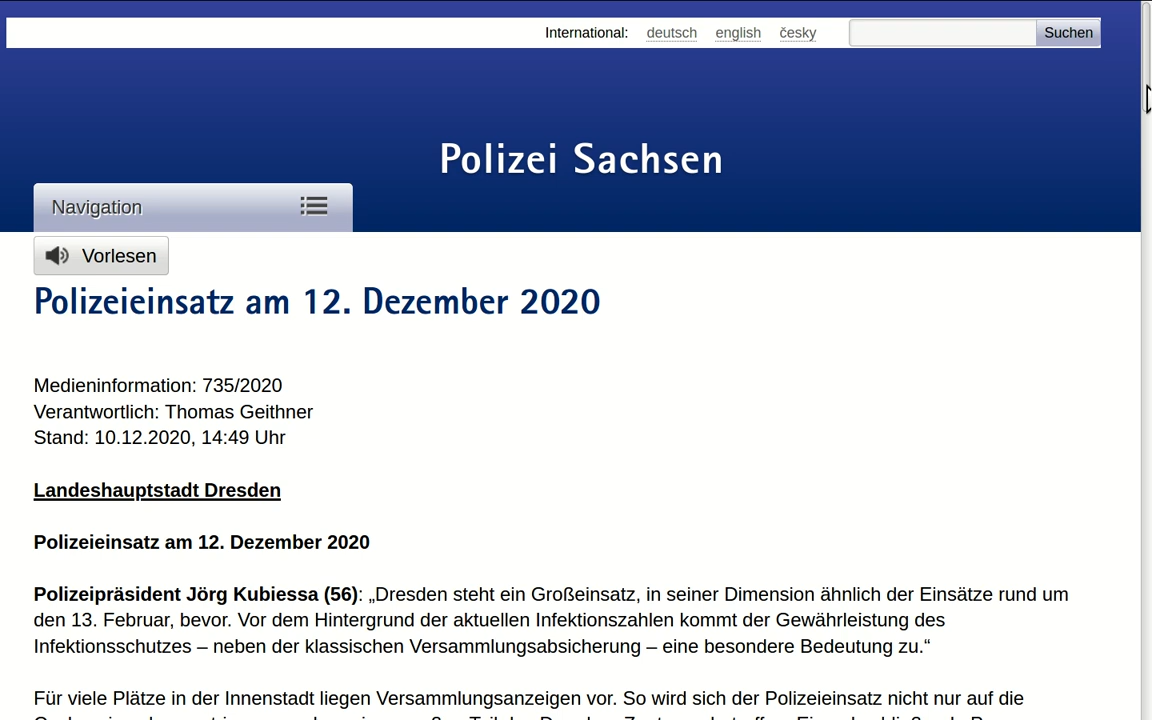 International: deutsch english česky Suchen
Polizei Sachsen
Navigation
Vorlesen
Polizeieinsatz am 12. Dezember 2020
Medieninformation: 735/2020
Verantwortlich: Thomas Geithner
Stand: 10.12.2020, 14:49 Uhr
Landeshauptstadt Dresden
Polizeieinsatz am 12. Dezember 2020
Polizeipräsident Jörg Kubiessa (56): „Dresden steht ein Großeinsatz, in seiner Dimension ähnlich der Einsätze rund um
den 13. Februar, bevor. Vor dem Hintergrund der aktuellen Infektionszahlen kommt der Gewährleistung des
Infektionsschutzes – neben der klassischen Versammlungsabsicherung – eine besondere Bedeutung zu.“
Für viele Plätze in der Innenstadt liegen Versammlungsanzeigen vor. So wird sich der Polizeieinsatz nicht nur auf die